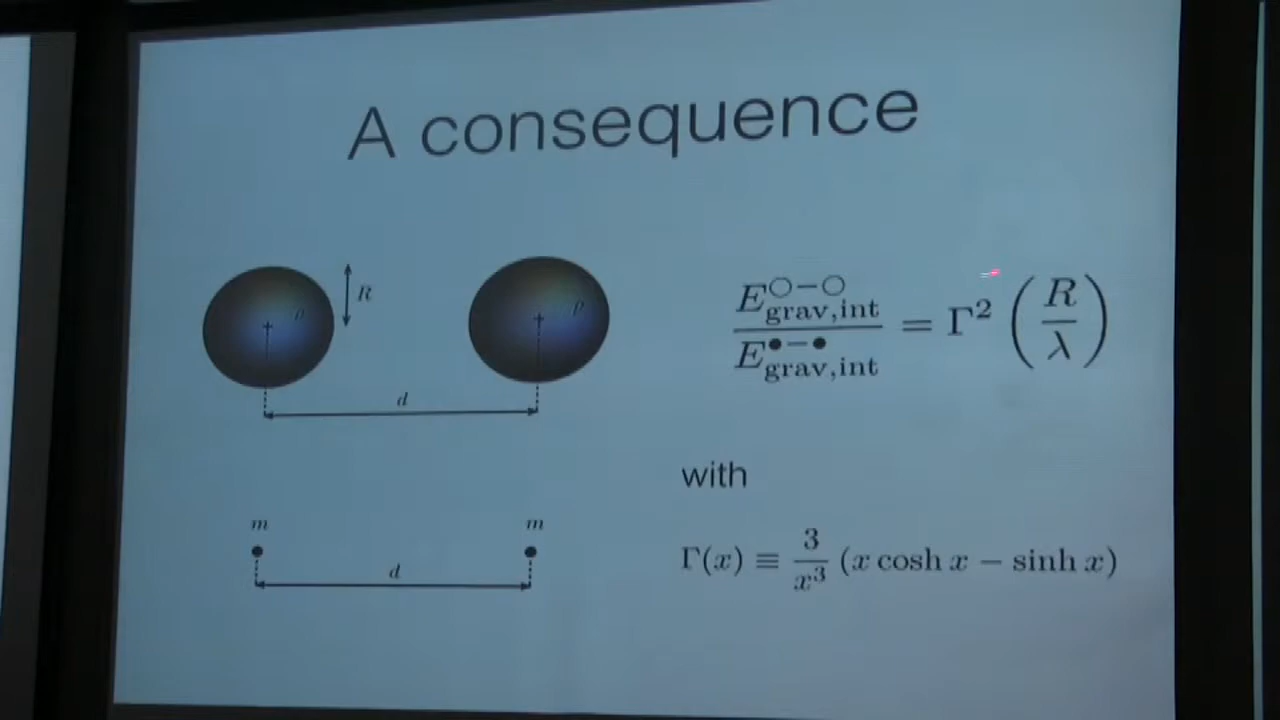 A consequence
R
ρ
ρ
d
m
m
d
E^{○−○}_{grav,int} / E^{●−●}_{grav,int} = Γ² (R/λ)
with
Γ(x) ≡ 3/x³ (x cosh x − sinh x)